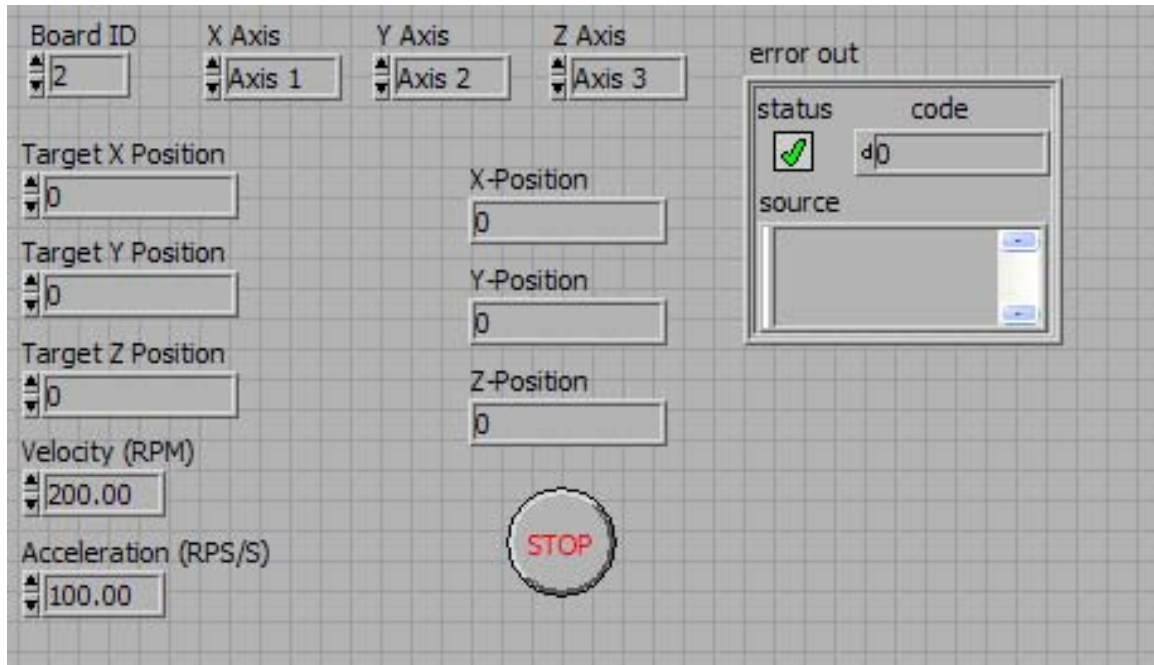 Board ID
X Axis
Y Axis
Z Axis
2
Axis 1
Axis 2
Axis 3
error out
status
code
d0
source
Target X Position
0
Target Y Position
0
Target Z Position
0
Velocity (RPM)
200.00
Acceleration (RPS/S)
100.00
X-Position
0
Y-Position
0
Z-Position
0
STOP